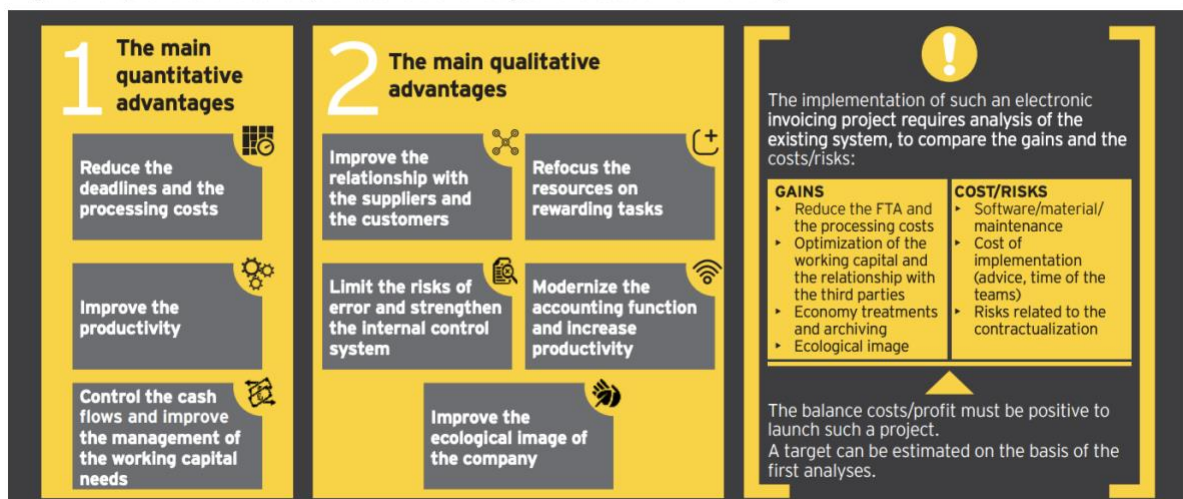 1
The main
quantitative
advantages
Reduce the
deadlines and the
processing costs
Improve the
productivity
Control the cash
flows and improve
the management of
the working capital
needs
2
The main qualitative
advantages
Improve the
relationship with
the suppliers and
the customers
Refocus the
resources on
rewarding tasks
Limit the risks of
error and strengthen
the internal control
system
Modernize the
accounting function
and increase
productivity
Improve the
ecological image of
the company
!
The implementation of such an electronic
invoicing project requires analysis of the
existing system, to compare the gains and the
costs/risks:
GAINS
‣ Reduce the FTA and
the processing costs
‣ Optimization of the
working capital and
the relationship with
the third parties
‣ Economy treatments
and archiving
‣ Ecological image
COST/RISKS
‣ Software/material/
maintenance
‣ Cost of
implementation
(advice, time of the
teams)
‣ Risks related to the
contractualization
The balance costs/profit must be positive to
launch such a project.
A target can be estimated on the basis of the
first analyses.